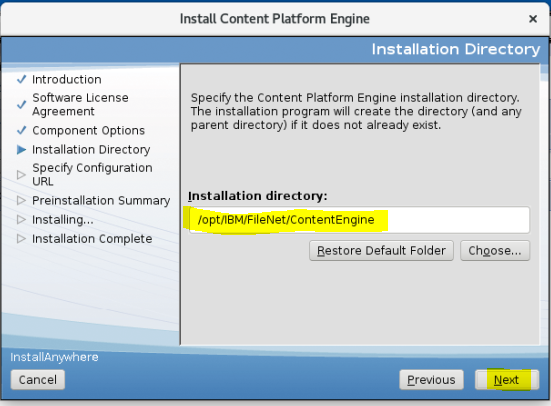 Install Content Platform Engine
×
Installation Directory
Introduction
Software License
Agreement
Component Options
Installation Directory
Specify Configuration
URL
Preinstallation Summary
Installing...
Installation Complete
Specify the Content Platform Engine installation directory.
The installation program will create the directory (and any
parent directory) if it does not already exist.
Installation directory:
/opt/IBM/FileNet/ContentEngine
Restore Default Folder
Choose...
InstallAnywhere
Cancel
Previous
Next